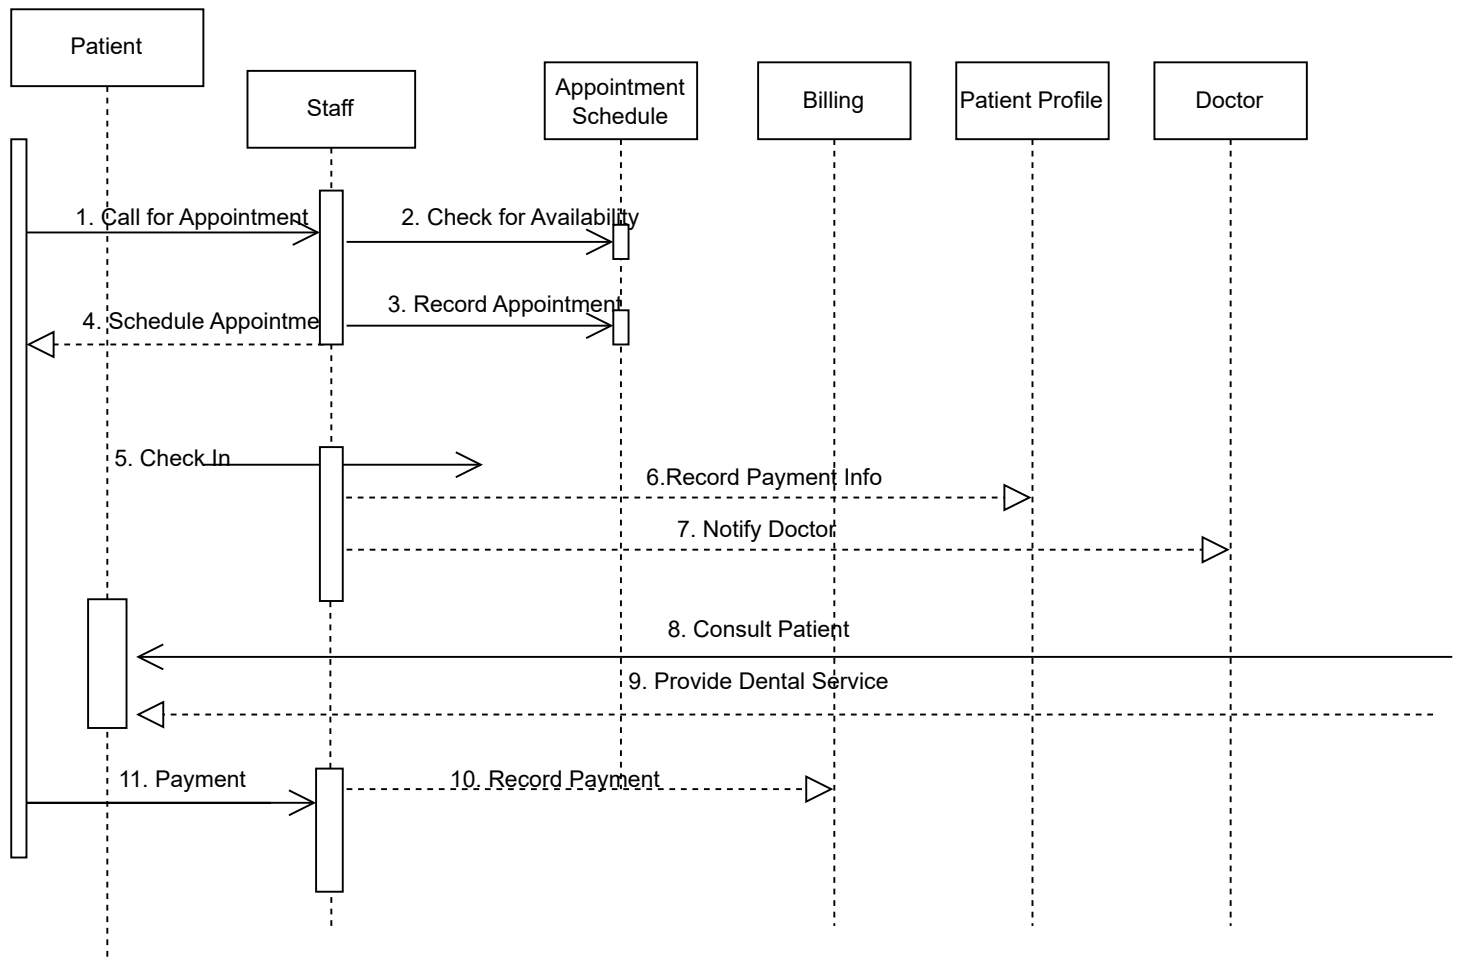 Patient
Staff
Appointment
Schedule
Billing
Patient Profile
Doctor
1. Call for Appointment
2. Check for Availability
3. Record Appointment
4. Schedule Appointme
5. Check In
6.Record Payment Info
7. Notify Doctor
8. Consult Patient
9. Provide Dental Service
11. Payment
10. Record Payment